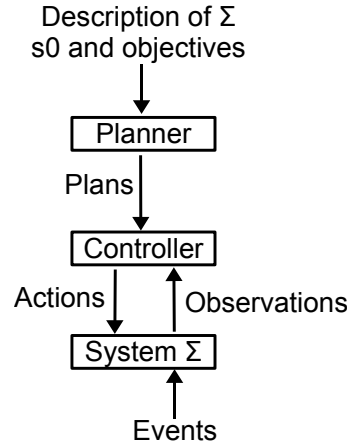 Description of Σ
s0 and objectives
Planner
Plans
Controller
Actions
Observations
System Σ
Events